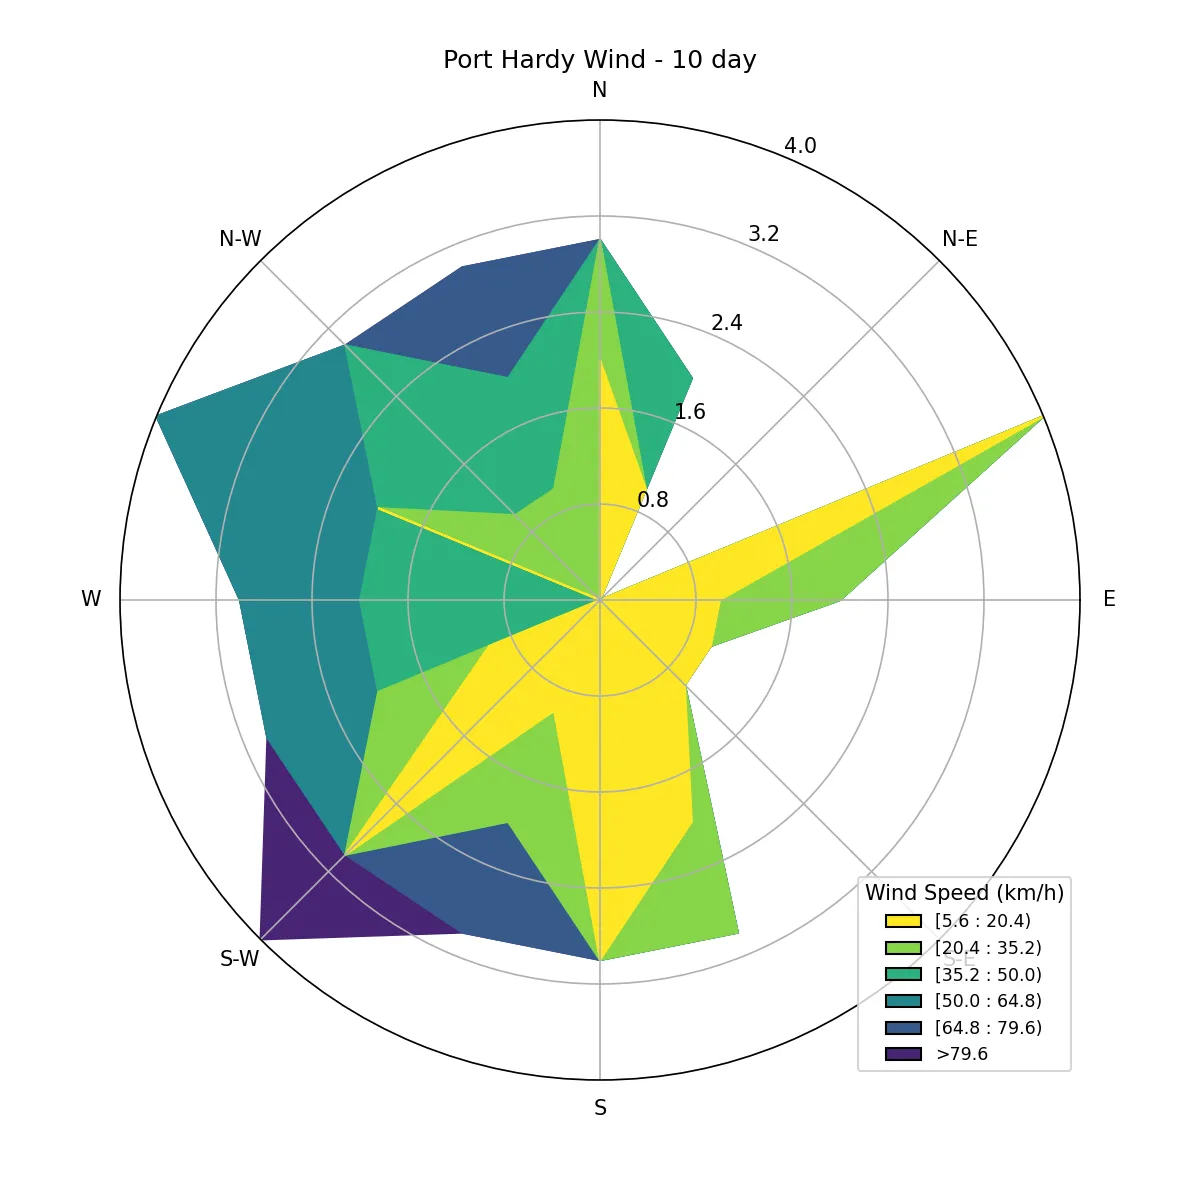 Port Hardy Wind - 10 day
N
4.0
N-W
N-E
3.2
2.4
1.6
0.8
W
E
Wind Speed (km/h)
[5.6 : 20.4)
[20.4 : 35.2)
S-W
S-E
[35.2 : 50.0)
[50.0 : 64.8)
[64.8 : 79.6)
>79.6
S